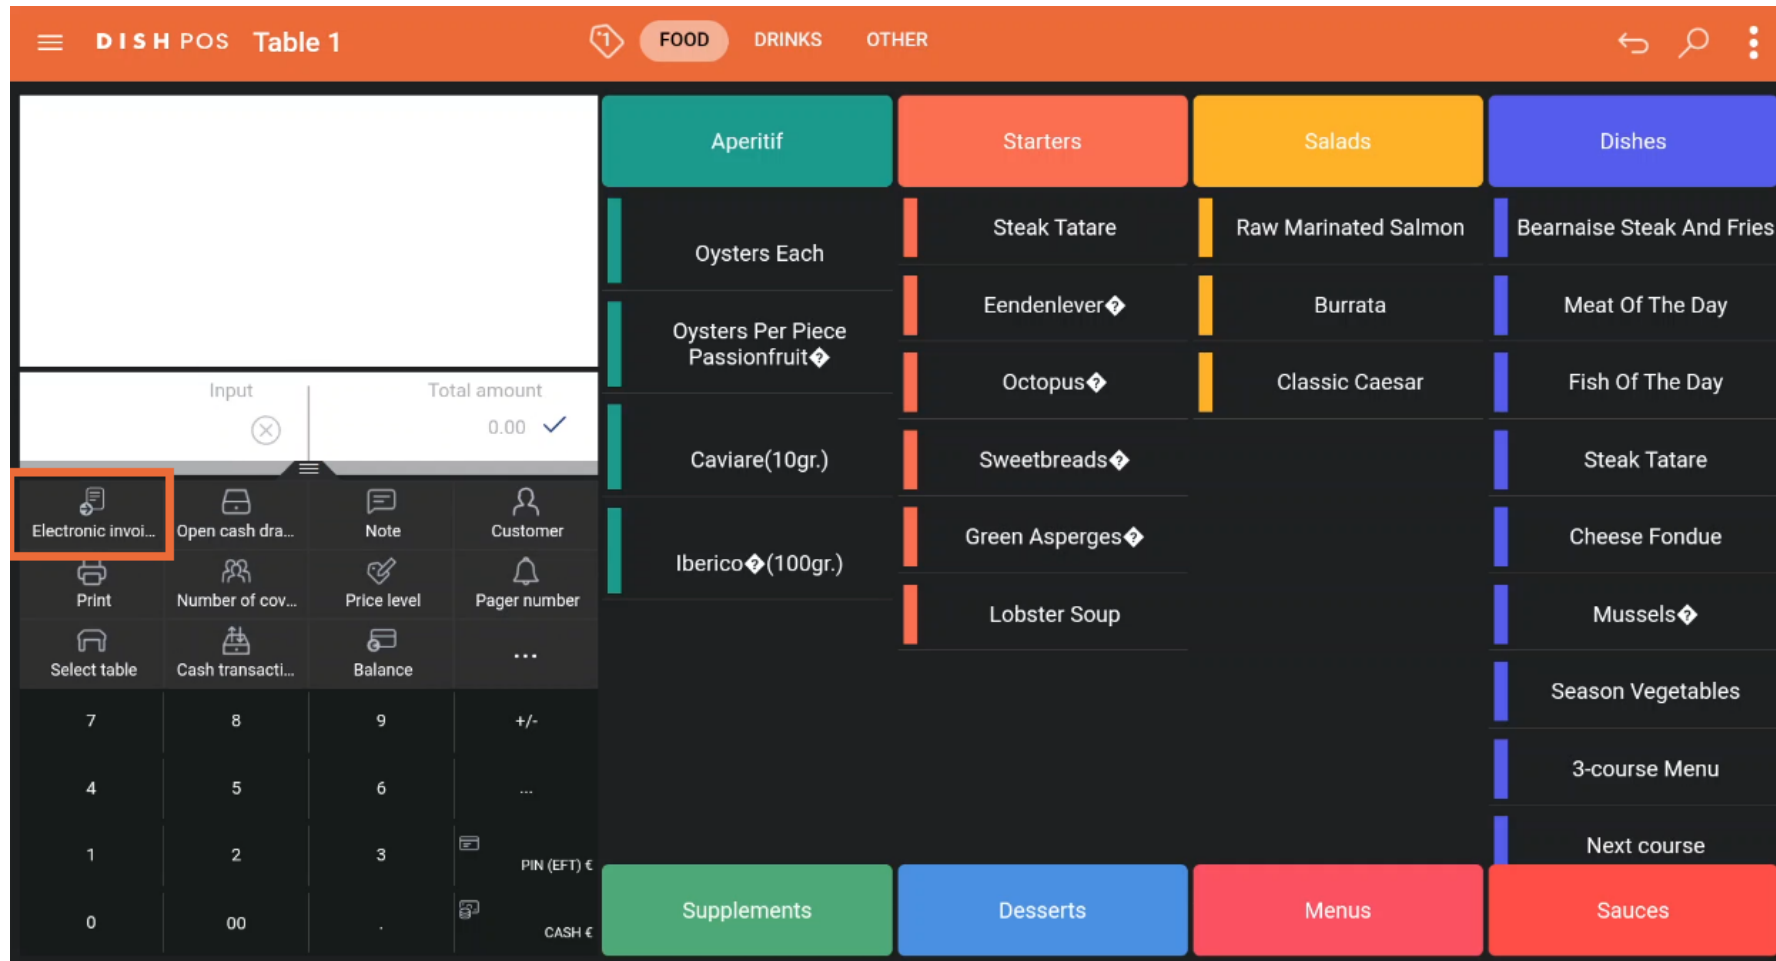 DISH POS Table 1
1
FOOD DRINKS OTHER
Input
Total amount
0.00
Electronic invoi...
Open cash dra...
Note
Customer
Print
Number of cov...
Price level
Pager number
Select table
Cash transacti...
Balance
...
7 8 9 +/-
4 5 6 ...
1 2 3 PIN (EFT) €
0 00 . CASH €
Aperitif
Oysters Each
Oysters Per Piece
Passionfruit�
Caviare(10gr.)
Iberico�(100gr.)
Starters
Steak Tatare
Eendenlever�
Octopus�
Sweetbreads�
Green Asperges�
Lobster Soup
Salads
Raw Marinated Salmon
Burrata
Classic Caesar
Dishes
Bearnaise Steak And Fries
Meat Of The Day
Fish Of The Day
Steak Tatare
Cheese Fondue
Mussels�
Season Vegetables
3-course Menu
Next course
Supplements
Desserts
Menus
Sauces